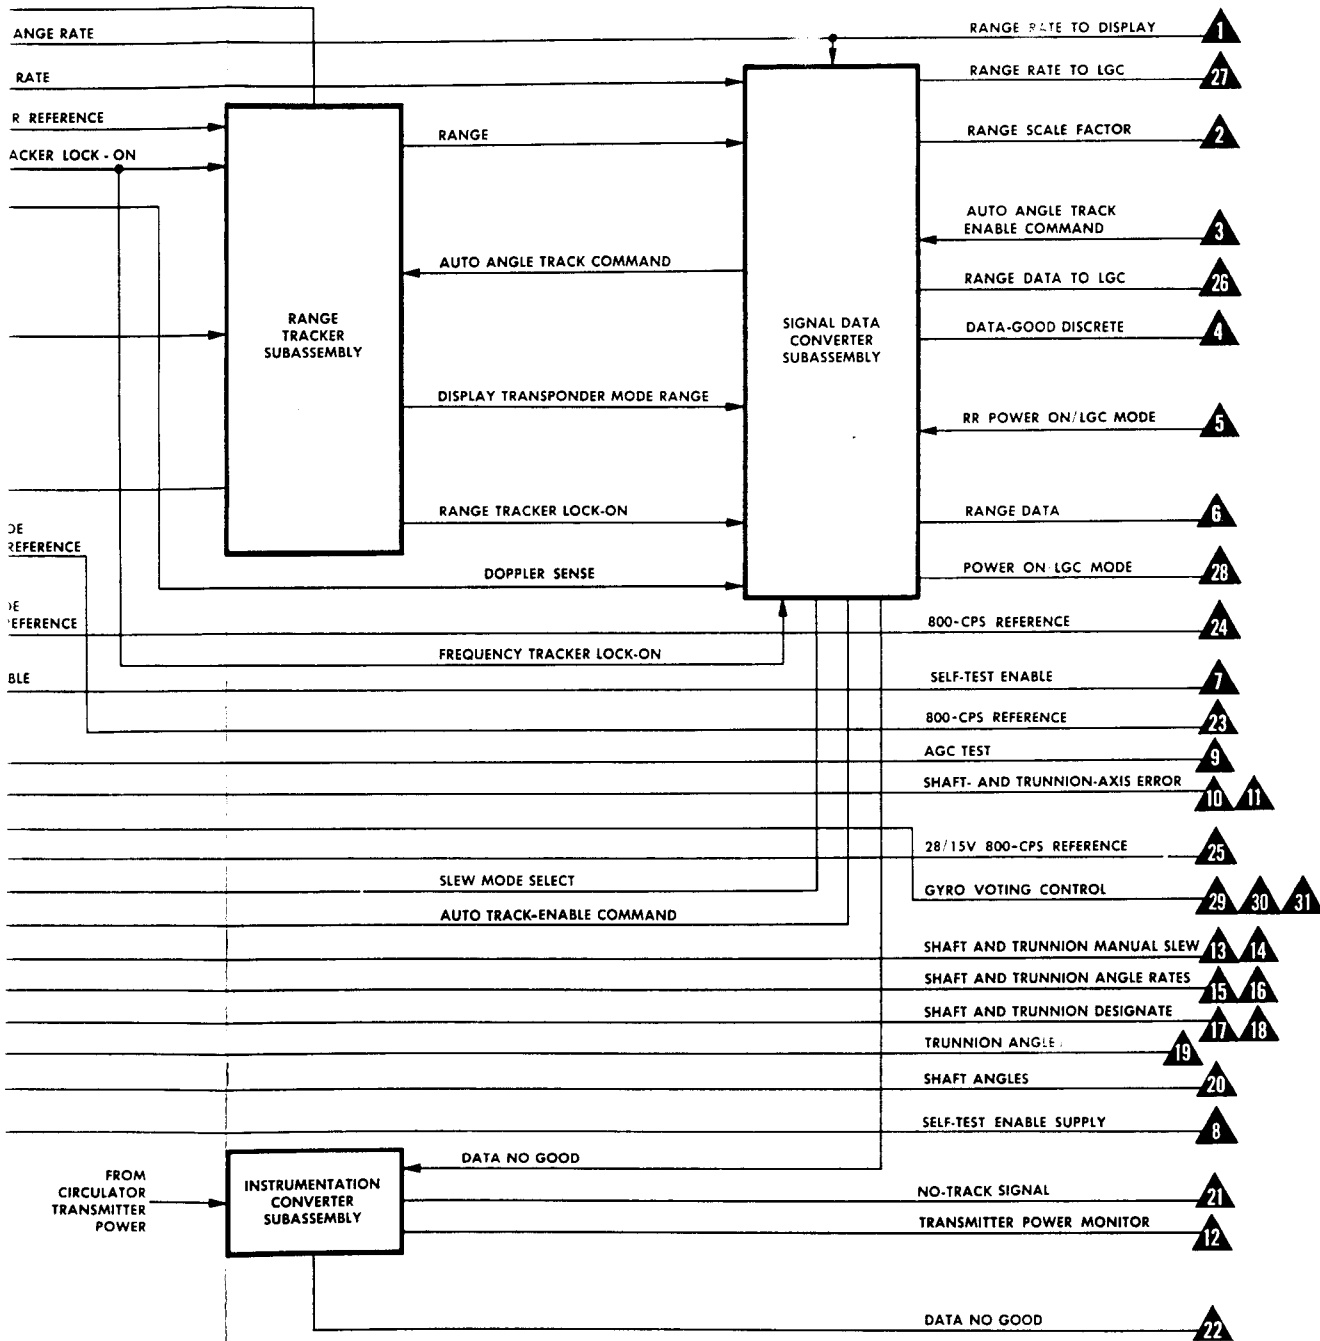 ANGE RATE
RANGE RATE TO DISPLAY
1
RATE
RANGE RATE TO LGC
27
R REFERENCE
RANGE
RANGE SCALE FACTOR
2
ACKER LOCK - ON
AUTO ANGLE TRACK
ENABLE COMMAND
3
AUTO ANGLE TRACK COMMAND
RANGE DATA TO LGC
26
RANGE
TRACKER
SUBASSEMBLY
SIGNAL DATA
CONVERTER
SUBASSEMBLY
DATA-GOOD DISCRETE
4
DISPLAY TRANSPONDER MODE RANGE
RR POWER ON/LGC MODE
5
RANGE TRACKER LOCK-ON
RANGE DATA
6
DE
REFERENCE
DOPPLER SENSE
POWER ON LGC MODE
28
DE
EFERENCE
800-CPS REFERENCE
24
FREQUENCY TRACKER LOCK-ON
BLE
SELF-TEST ENABLE
7
800-CPS REFERENCE
23
AGC TEST
9
SHAFT- AND TRUNNION-AXIS ERROR
10 11
28/15V 800-CPS REFERENCE
25
SLEW MODE SELECT
GYRO VOTING CONTROL
29 30 31
AUTO TRACK-ENABLE COMMAND
SHAFT AND TRUNNION MANUAL SLEW
13 14
SHAFT AND TRUNNION ANGLE RATES
15 16
SHAFT AND TRUNNION DESIGNATE
17 18
TRUNNION ANGLE
19
SHAFT ANGLES
20
SELF-TEST ENABLE SUPPLY
8
DATA NO GOOD
FROM
CIRCULATOR
TRANSMITTER
POWER
INSTRUMENTATION
CONVERTER
SUBASSEMBLY
NO-TRACK SIGNAL
21
TRANSMITTER POWER MONITOR
12
DATA NO GOOD
22